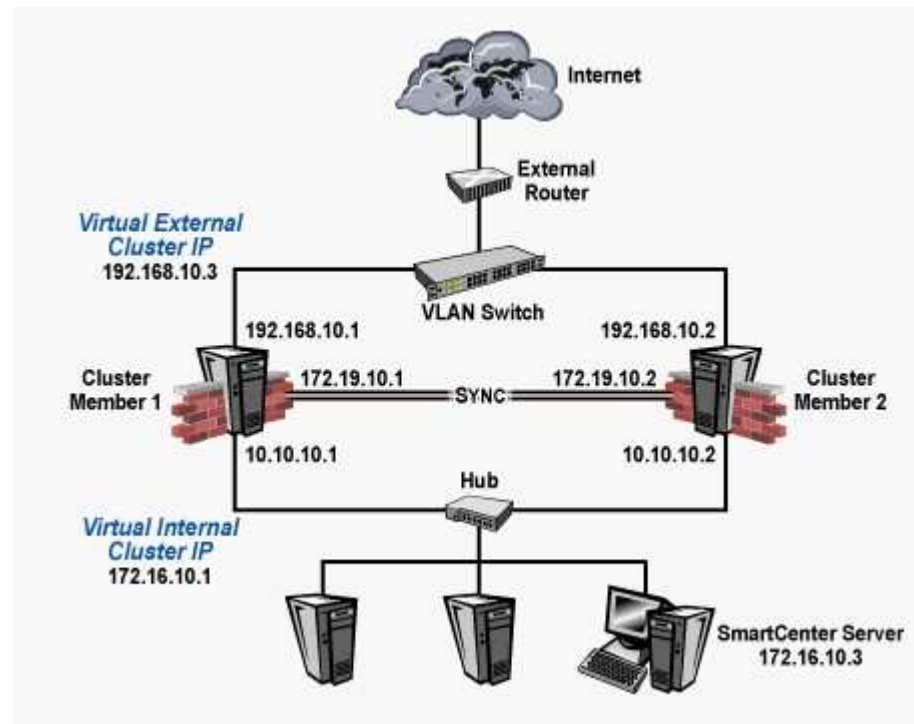 Internet
External
Router
Virtual External
Cluster IP
192.168.10.3
VLAN Switch
192.168.10.1
192.168.10.2
Cluster
Member 1
172.19.10.1
SYNC
172.19.10.2
Cluster
Member 2
10.10.10.1
10.10.10.2
Hub
Virtual Internal
Cluster IP
172.16.10.1
SmartCenter Server
172.16.10.3